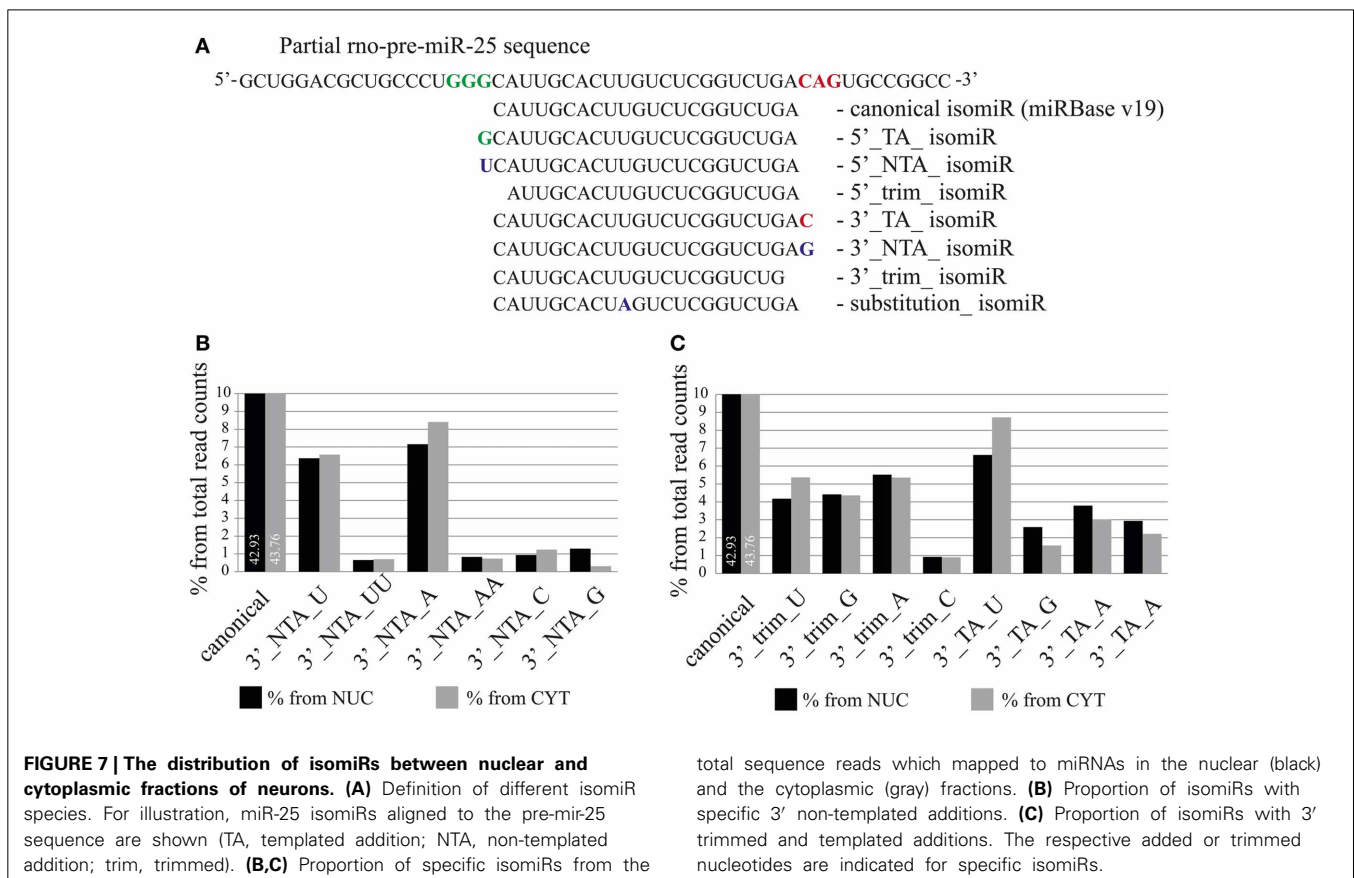 A Partial rno-pre-miR-25 sequence
5'-GCUGGACGCUGCCCUGGGCAUUGCACUUGUCUCGGUCUGACAGUGCCGGCC -3'
CAUUGCACUUGUCUCGGUCUGA - canonical isomiR (miRBase v19)
GCAUUGCACUUGUCUCGGUCUGA - 5'_TA_ isomiR
UCAUUGCACUUGUCUCGGUCUGA - 5'_NTA_ isomiR
AUUGCACUUGUCUCGGUCUGA - 5'_trim_ isomiR
CAUUGCACUUGUCUCGGUCUGAC - 3'_TA_ isomiR
CAUUGCACUUGUCUCGGUCUGAG - 3'_NTA_ isomiR
CAUUGCACUUGUCUCGGUCUG - 3'_trim_ isomiR
CAUUGCACUAGUCUCGGUCUGA - substitution_ isomiR
B
% from total read counts
10
9
8
7
6
5
4
3
2
1
0
42.93
43.76
canonical
3'_NTA_U
3'_NTA_UU
3'_NTA_A
3'_NTA_AA
3'_NTA_C
3'_NTA_G
% from NUC
% from CYT
C
% from total read counts
10
9
8
7
6
5
4
3
2
1
0
42.93
43.76
canonical
3'_trim_U
3'_trim_G
3'_trim_A
3'_trim_C
3'_TA_U
3'_TA_G
3'_TA_A
3'_TA_A
% from NUC
% from CYT
FIGURE 7 | The distribution of isomiRs between nuclear and
cytoplasmic fractions of neurons. (A) Definition of different isomiR
species. For illustration, miR-25 isomiRs aligned to the pre-mir-25
sequence are shown (TA, templated addition; NTA, non-templated
addition; trim, trimmed). (B,C) Proportion of specific isomiRs from the
total sequence reads which mapped to miRNAs in the nuclear (black)
and the cytoplasmic (gray) fractions. (B) Proportion of isomiRs with
specific 3′ non-templated additions. (C) Proportion of isomiRs with 3′
trimmed and templated additions. The respective added or trimmed
nucleotides are indicated for specific isomiRs.